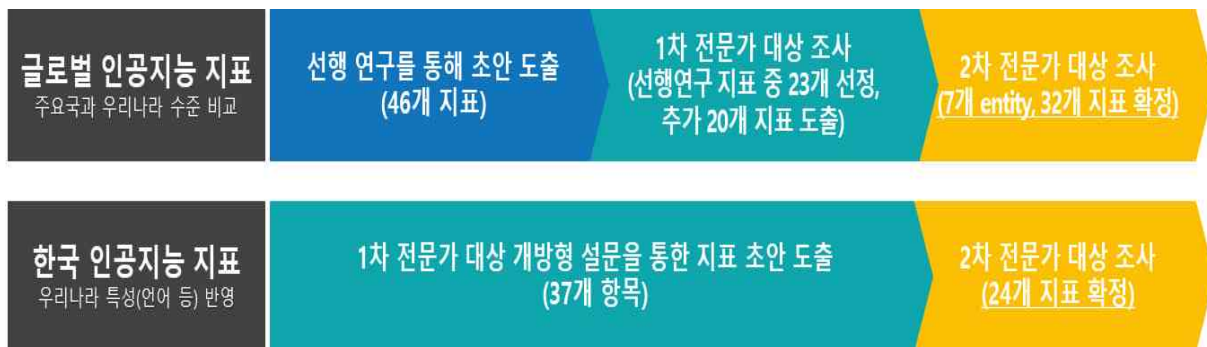 글로벌 인공지능 지표
주요국과 우리나라 수준 비교
선행 연구를 통해 초안 도출
(46개 지표)
1차 전문가 대상 조사
(선행연구 지표 중 23개 선정,
추가 20개 지표 도출)
2차 전문가 대상 조사
(7개 entity, 32개 지표 확정)
한국 인공지능 지표
우리나라 특성(언어 등) 반영
1차 전문가 대상 개방형 설문을 통한 지표 초안 도출
(37개 항목)
2차 전문가 대상 조사
(24개 지표 확정)